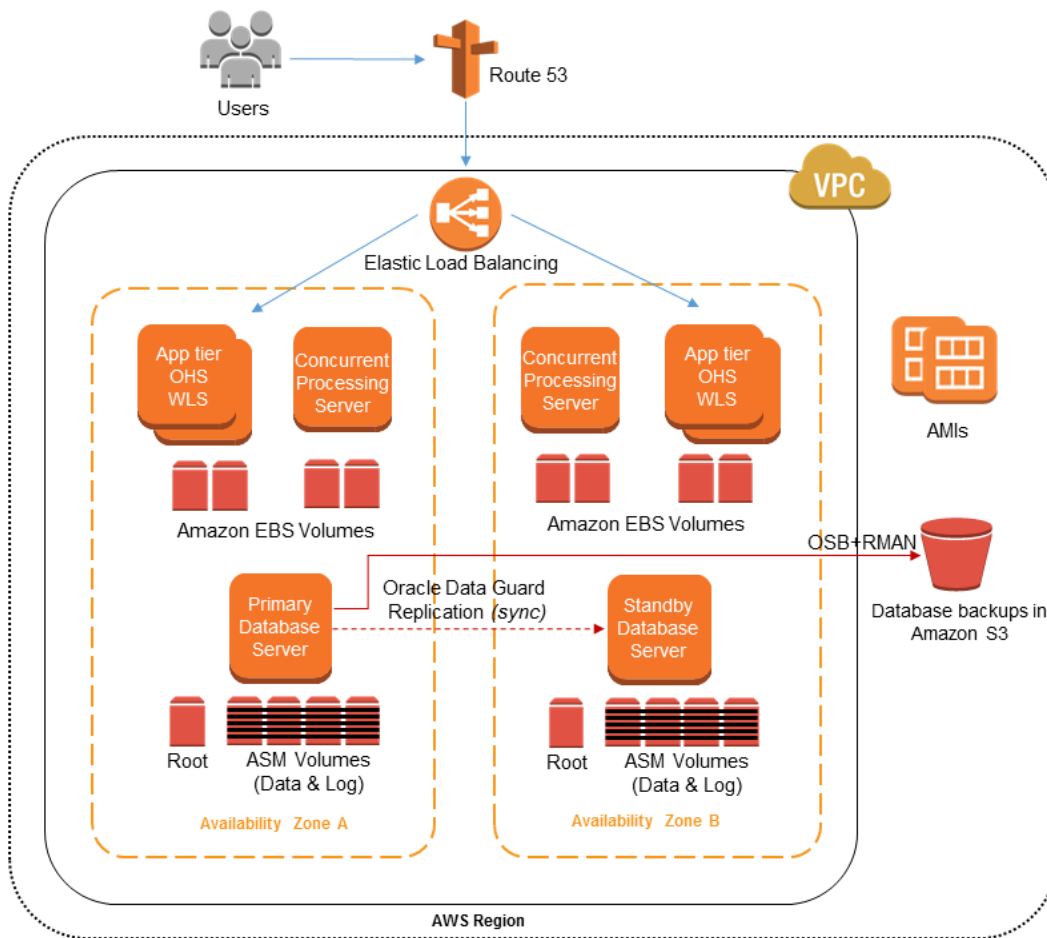 Users
Route 53
VPC
Elastic Load Balancing
App tier
OHS
WLS
Concurrent
Processing
Server
Concurrent
Processing
Server
App tier
OHS
WLS
AMIs
Amazon EBS Volumes
Amazon EBS Volumes
OSB+RMAN
Primary
Database
Server
Oracle Data Guard
Replication (sync)
Standby
Database
Server
Database backups in
Amazon S3
Root
ASM Volumes
(Data & Log)
Root
ASM Volumes
(Data & Log)
Availability Zone A
Availability Zone B
AWS Region